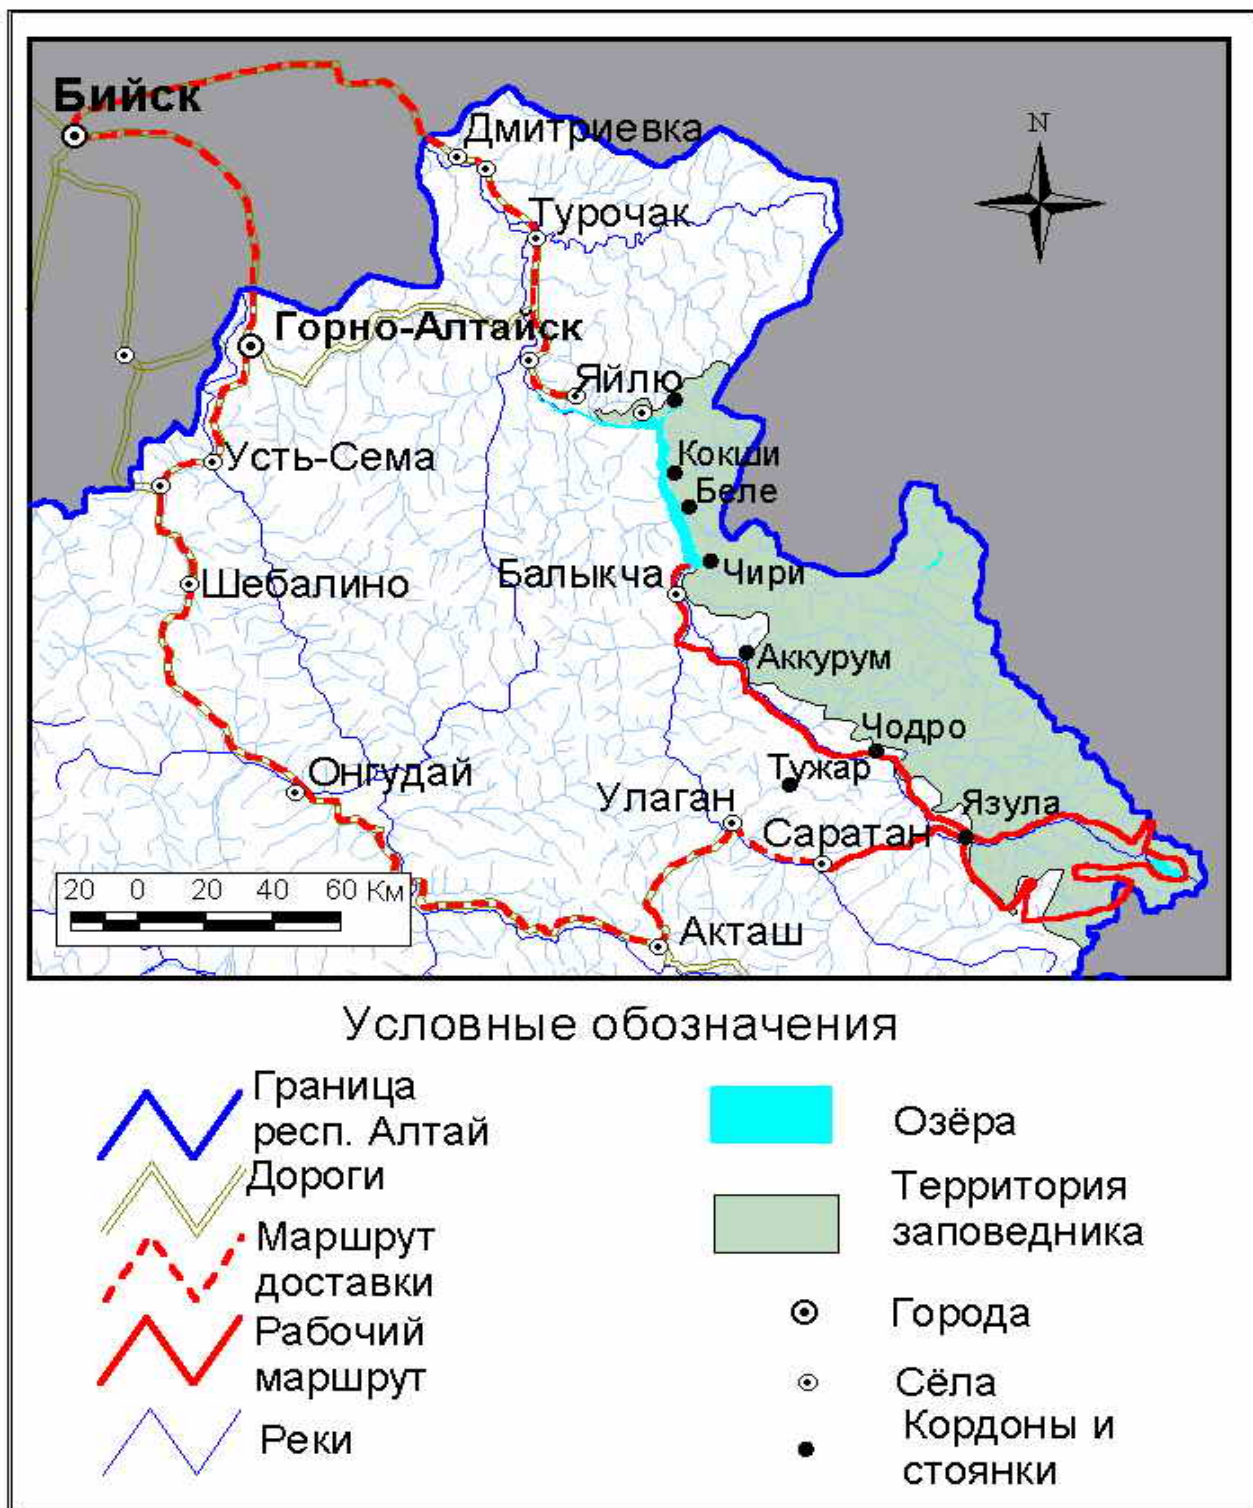 Бийск
N
Дмитриевка
Турочак
Горно-Алтайск
Яйлю
Усть-Сема
Кокши
Беле
Балыкча
Чири
Шебалино
Аккурум
Чодро
Тужар
Онгудай
Улаган
Язула
Саратан
20 0 20 40 60 Км
Акташ
Условные обозначения
Граница
респ. Алтай
Дороги
Маршрут
доставки
Рабочий
маршрут
Реки
Озёра
Территория
заповедника
Города
Сёла
Кордоны и
стоянки